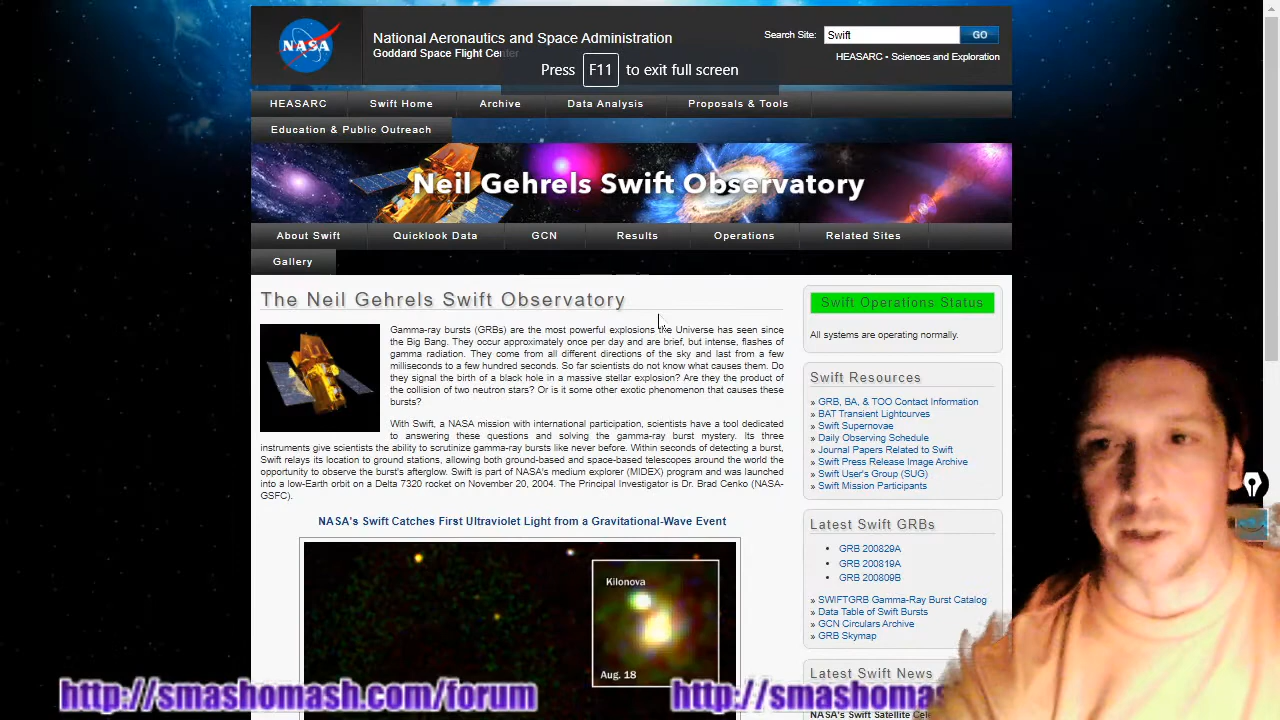 NASA
National Aeronautics and Space Administration
Goddard Space Flight Center
Search Site: Swift GO
HEASARC - Sciences and Exploration
Press F11 to exit full screen
HEASARC Swift Home Archive Data Analysis Proposals & Tools
Education & Public Outreach
Neil Gehrels Swift Observatory
About Swift Quicklook Data GCN Results Operations Related Sites
Gallery
The Neil Gehrels Swift Observatory
Gamma-ray bursts (GRBs) are the most powerful explosions the Universe has seen since
the Big Bang. They occur approximately once per day and are brief, but intense, flashes of
gamma radiation. They come from all different directions of the sky and last from a few
milliseconds to a few hundred seconds. So far scientists do not know what causes them. Do
they signal the birth of a black hole in a massive stellar explosion? Are they the product of
the collision of two neutron stars? Or is it some other exotic phenomenon that causes these
bursts?
With Swift, a NASA mission with international participation, scientists have a tool dedicated
to answering these questions and solving the gamma-ray burst mystery. Its three
instruments give scientists the ability to scrutinize gamma-ray bursts like never before. Within seconds of detecting a burst,
Swift relays its location to ground stations, allowing both ground-based and space-based telescopes around the world the
opportunity to observe the burst's afterglow. Swift is part of NASA's medium explorer (MIDEX) program and was launched
into a low-Earth orbit on a Delta 7320 rocket on November 20, 2004. The Principal Investigator is Dr. Brad Cenko (NASA-
GSFC).
NASA's Swift Catches First Ultraviolet Light from a Gravitational-Wave Event
Kilonova
Aug. 18
Swift Operations Status
All systems are operating normally.
Swift Resources
» GRB, BA, & TOO Contact Information
» BAT Transient Lightcurves
» Swift Supernovae
» Daily Observing Schedule
» Journal Papers Related to Swift
» Swift Press Release Image Archive
» Swift User's Group (SUG)
» Swift Mission Participants
Latest Swift GRBs
• GRB 200829A
• GRB 200819A
• GRB 200809B
» SWIFTGRB Gamma-Ray Burst Catalog
» Data Table of Swift Bursts
» GCN Circulars Archive
» GRB Skymap
Latest Swift News
NASA's Swift Satellite
http://smashomash.com/forum http://smashomas